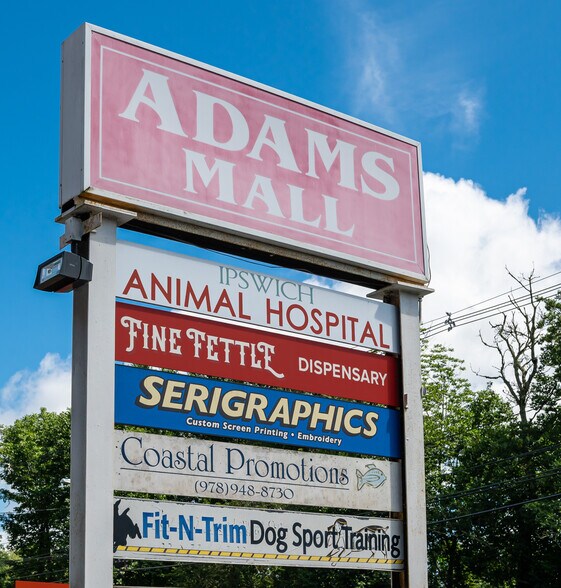 ADAMS
MALL
IPSWICH
ANIMAL HOSPITAL
FINE FETTLE DISPENSARY
SERIGRAPHICS
Custom Screen Printing • Embroidery
Coastal Promotions
(978)948-8730
Fit-N-Trim Dog Sport Training